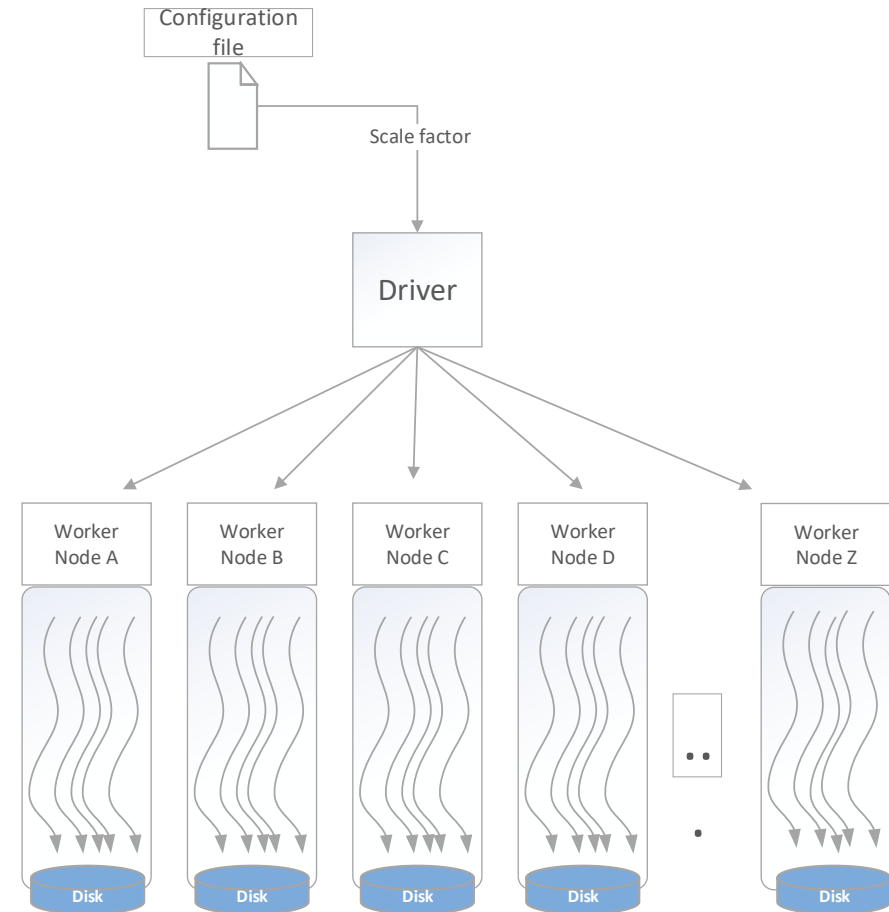 Configuration
file
Scale factor
Driver
Worker
Node A
Worker
Node B
Worker
Node C
Worker
Node D
Worker
Node Z
..
.
Disk
Disk
Disk
Disk
Disk